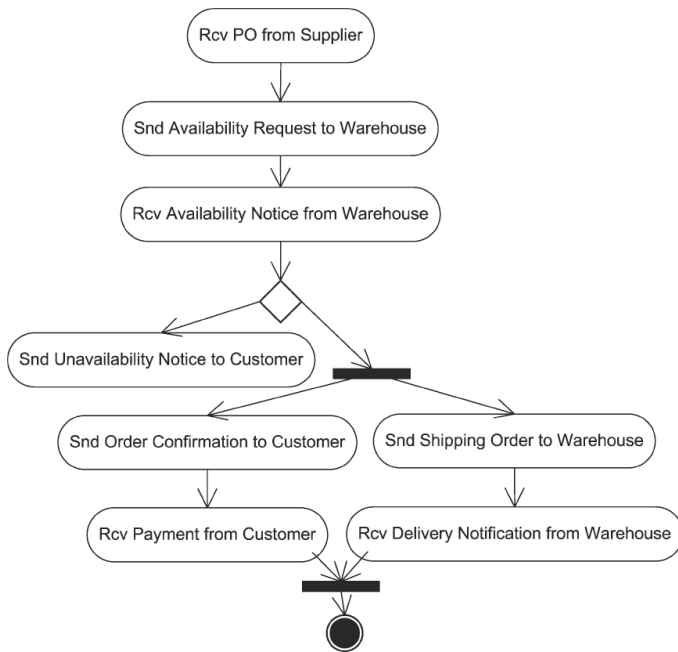 Rcv PO from Supplier
Snd Availability Request to Warehouse
Rcv Availability Notice from Warehouse
Snd Unavailability Notice to Customer
Snd Order Confirmation to Customer
Snd Shipping Order to Warehouse
Rcv Payment from Customer
Rcv Delivery Notification from Warehouse